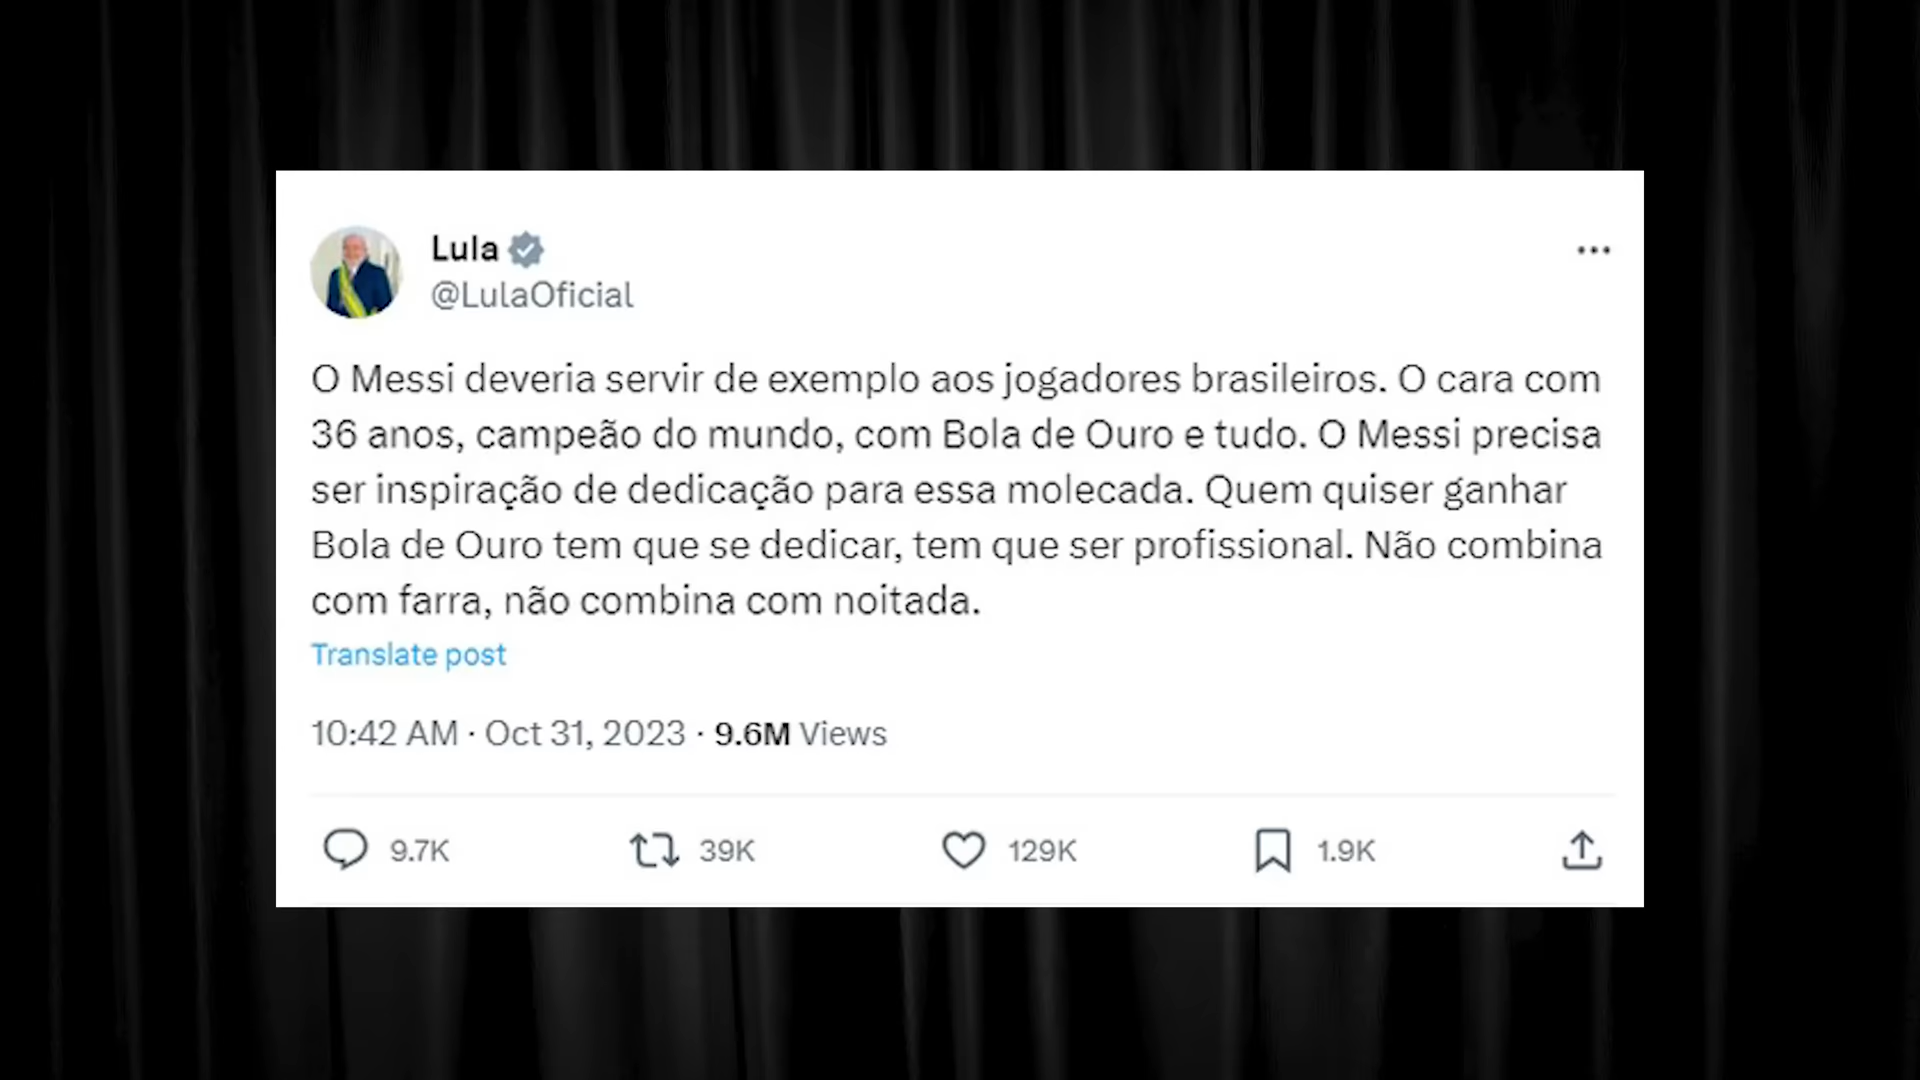 Lula
@LulaOficial
O Messi deveria servir de exemplo aos jogadores brasileiros. O cara com
36 anos, campeão do mundo, com Bola de Ouro e tudo. O Messi precisa
ser inspiração de dedicação para essa molecada. Quem quiser ganhar
Bola de Ouro tem que se dedicar, tem que ser profissional. Não combina
com farra, não combina com noitada.
Translate post
10:42 AM · Oct 31, 2023 · 9.6M Views
9.7K 39K 129K 1.9K